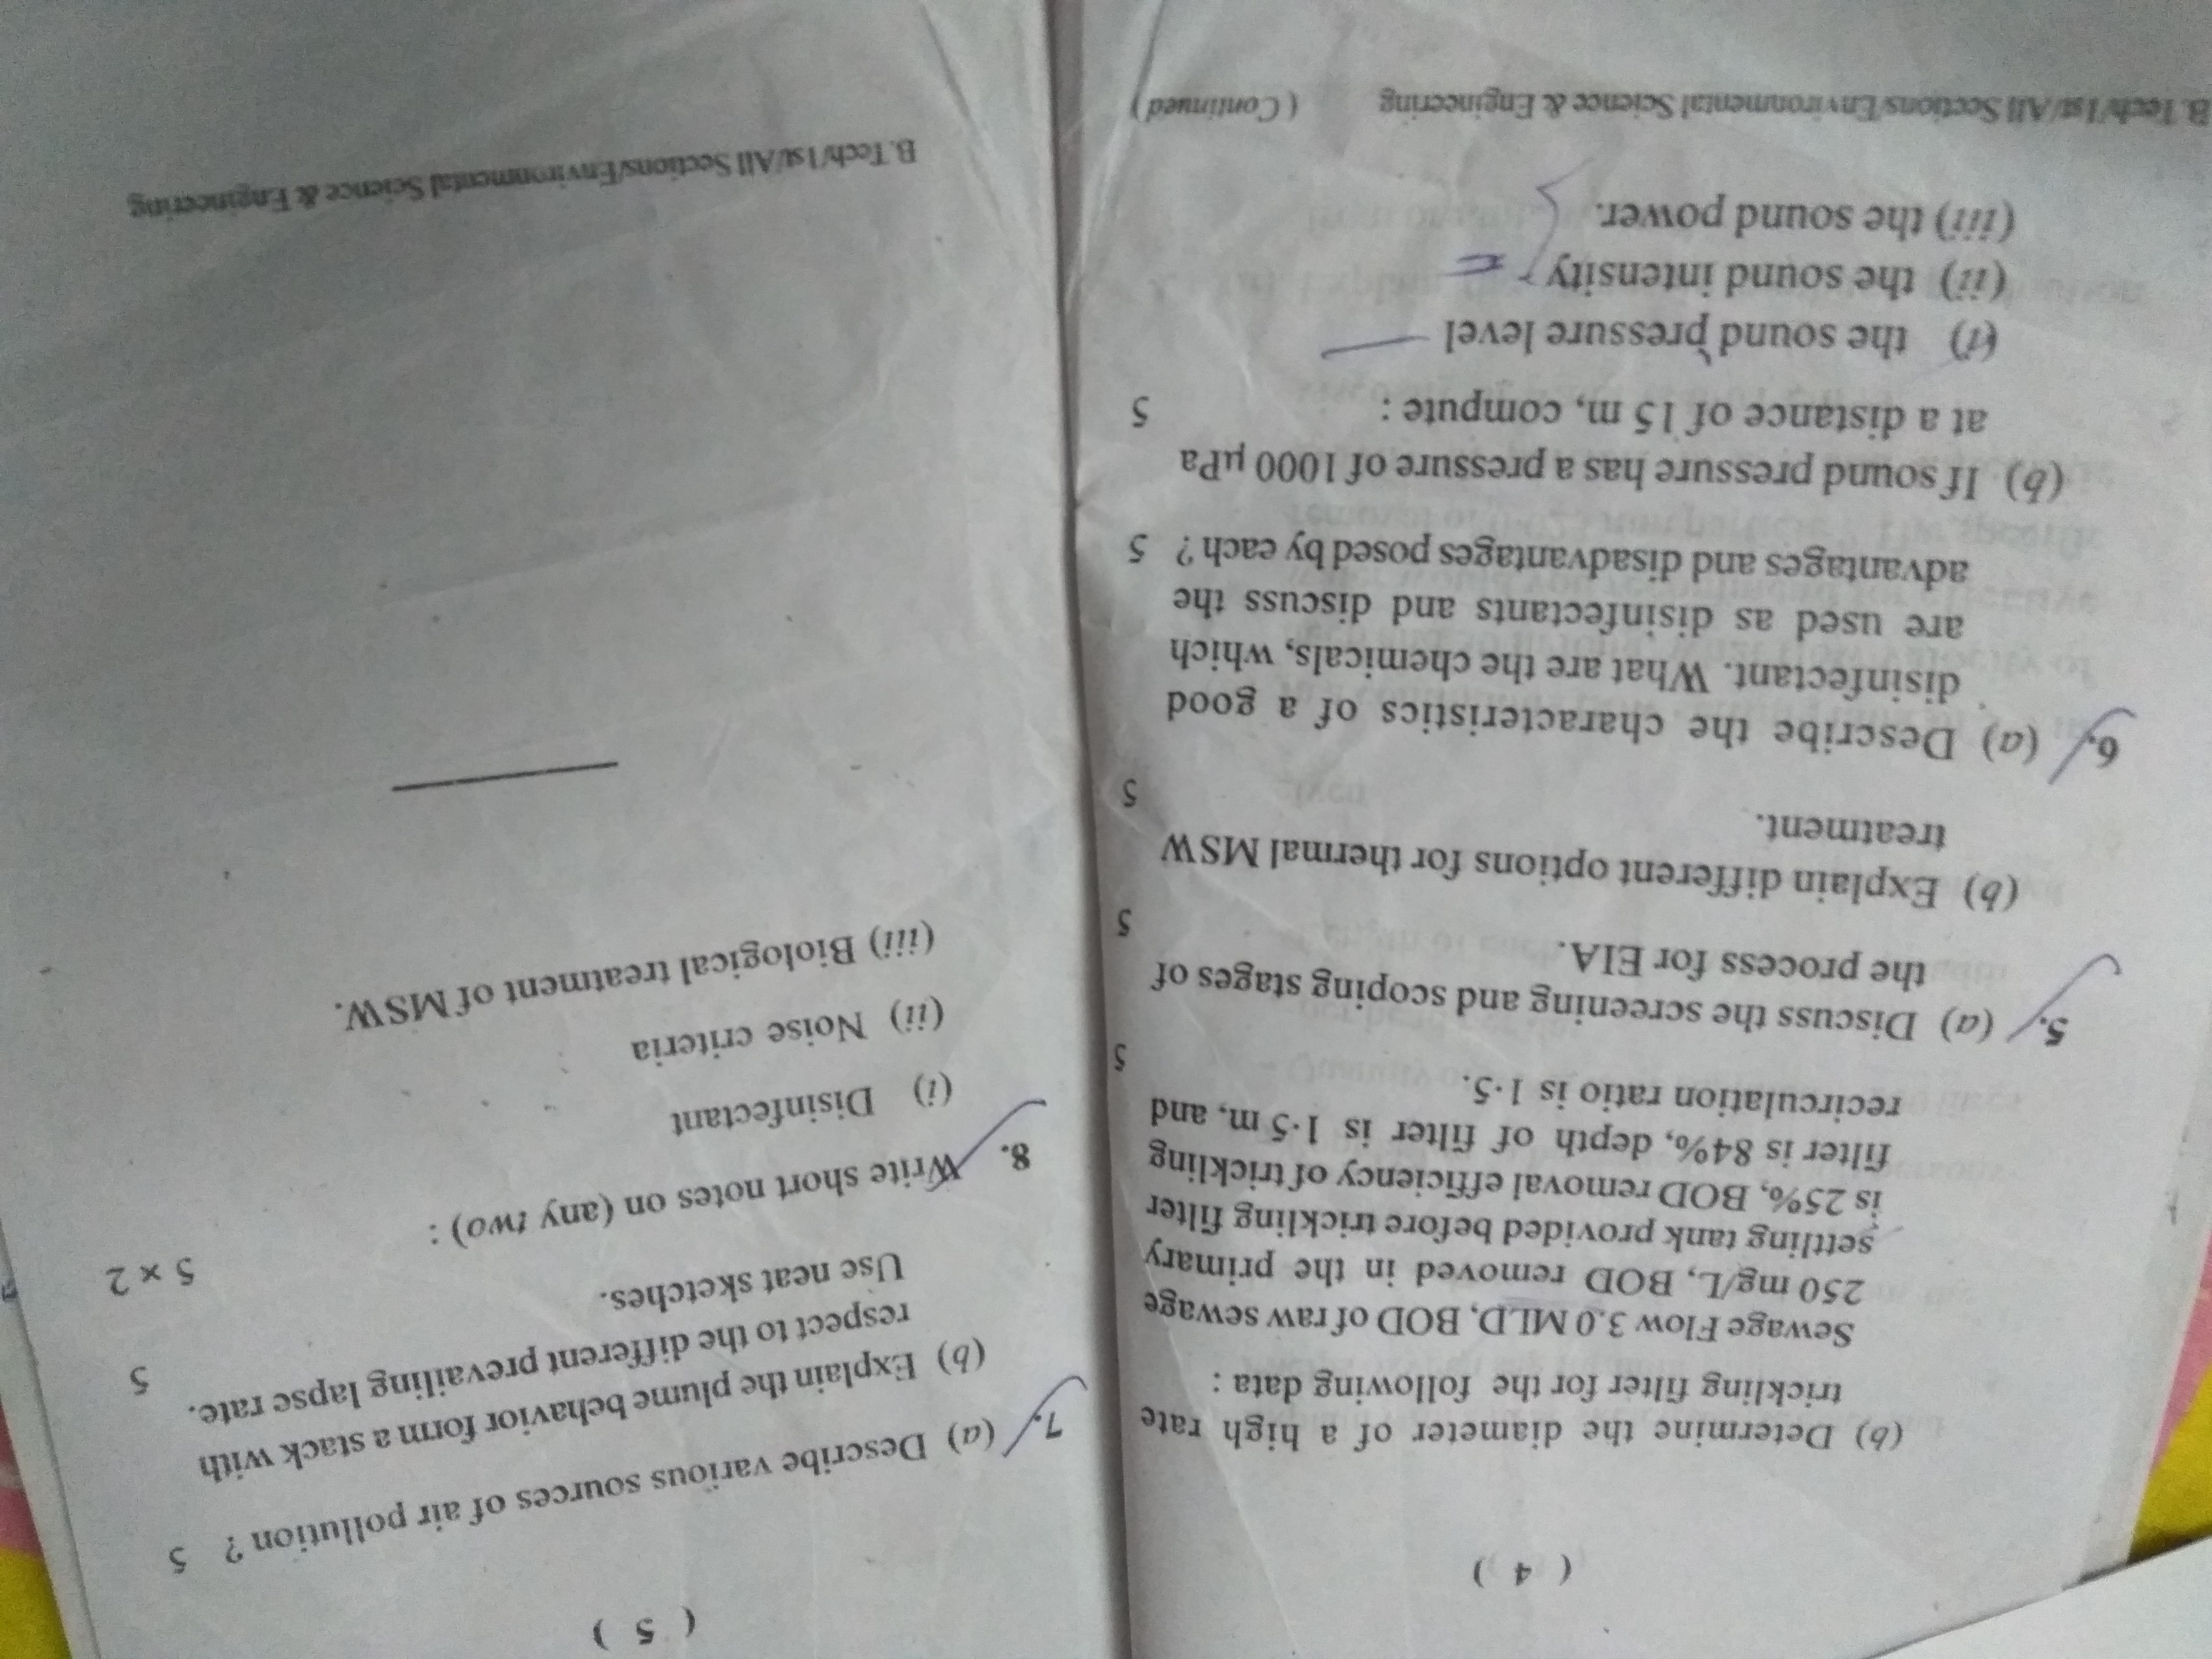 ( 4 )
(b) Determine the diameter of a high rate
trickling filter for the following data :
Sewage Flow 3.0 MLD, BOD of raw sewage
250 mg/L, BOD removed in the primary
settling tank provided before trickling filter
is 25%, BOD removal efficiency of trickling
filter is 84%, depth of filter is 1·5 m, and
recirculation ratio is 1·5. 5
5. (a) Discuss the screening and scoping stages of
the process for EIA. 5
(b) Explain different options for thermal MSW
treatment. 5
6. (a) Describe the characteristics of a good
disinfectant. What are the chemicals, which
are used as disinfectants and discuss the
advantages and disadvantages posed by each ? 5
(b) If sound pressure has a pressure of 1000 μPa
at a distance of 15 m, compute : 5
(i) the sound pressure level
(ii) the sound intensity
(iii) the sound power.
B.Tech/1st/All Sections/Environmental Science & Engineering ( Continued )
( 5 )
7. (a) Describe various sources of air pollution ? 5
(b) Explain the plume behavior form a stack with
respect to the different prevailing lapse rate.
Use neat sketches. 5
8. Write short notes on (any two) : 5 × 2
(i) Disinfectant
(ii) Noise criteria
(iii) Biological treatment of MSW.
B.Tech/1st/All Sections/Environmental Science & Engineering